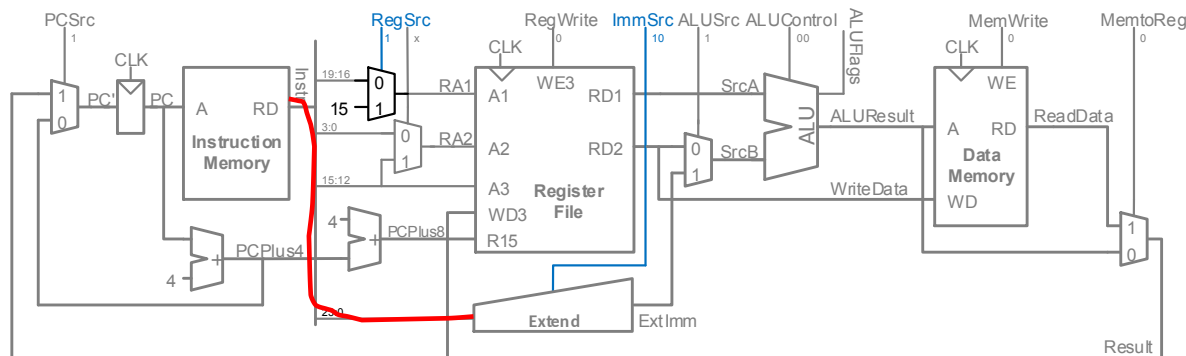 PCSrc RegSrc RegWrite ImmSrc ALUSrc ALUControl ALUFlags MemWrite MemtoReg
1 1 x 0 10 1 00 0 0
CLK CLK CLK
Instr
19:16 0 WE3 WE
1 PC' PC A RD 15 1 RA1 A1 RD1 SrcA ALUResult A RD ReadData
0 Instruction Memory 3:0 0 RA2 A2 RD2 0 SrcB ALU Data Memory
1 1
15:12 A3 Register File WriteData WD
4 WD3
+ PCPlus4 + PCPlus8 R15 1
4 0
23:0 Extend ExtImm
Result